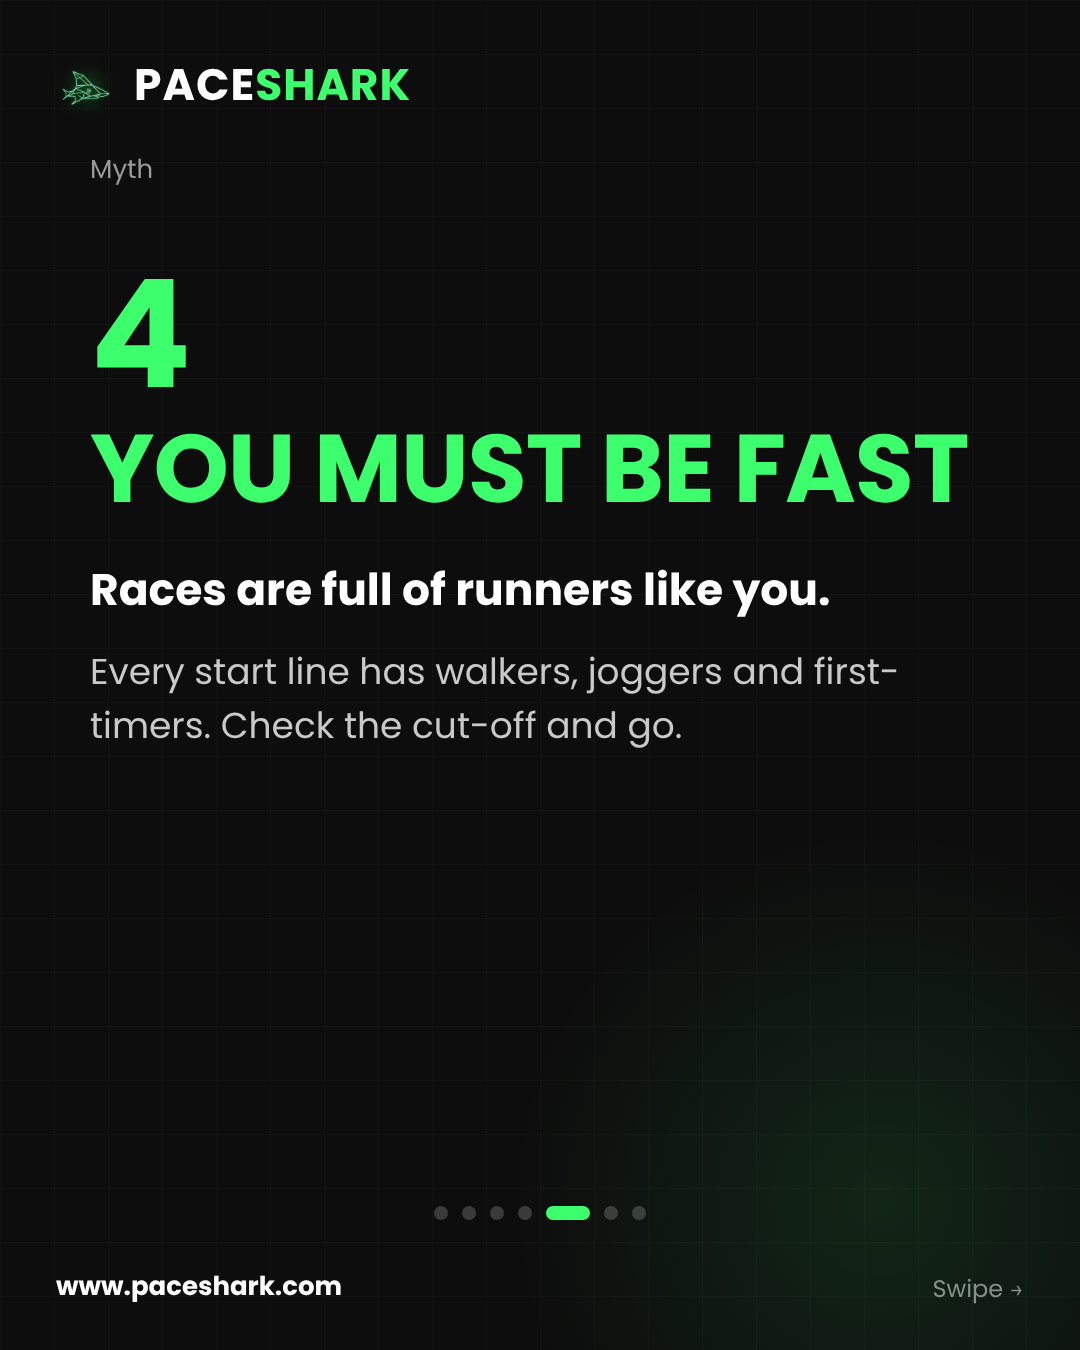 PACESHARK
Myth
4
YOU MUST BE FAST
Races are full of runners like you.
Every start line has walkers, joggers and first-
timers. Check the cut-off and go.
www.paceshark.com
Swipe →